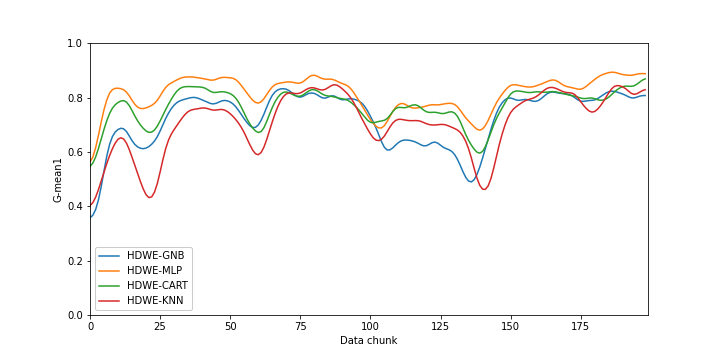 1.0
0.8
0.6
0.4
0.2
0.0
G-mean1
HDWE-GNB
HDWE-MLP
HDWE-CART
HDWE-KNN
0 25 50 75 100 125 150 175
Data chunk